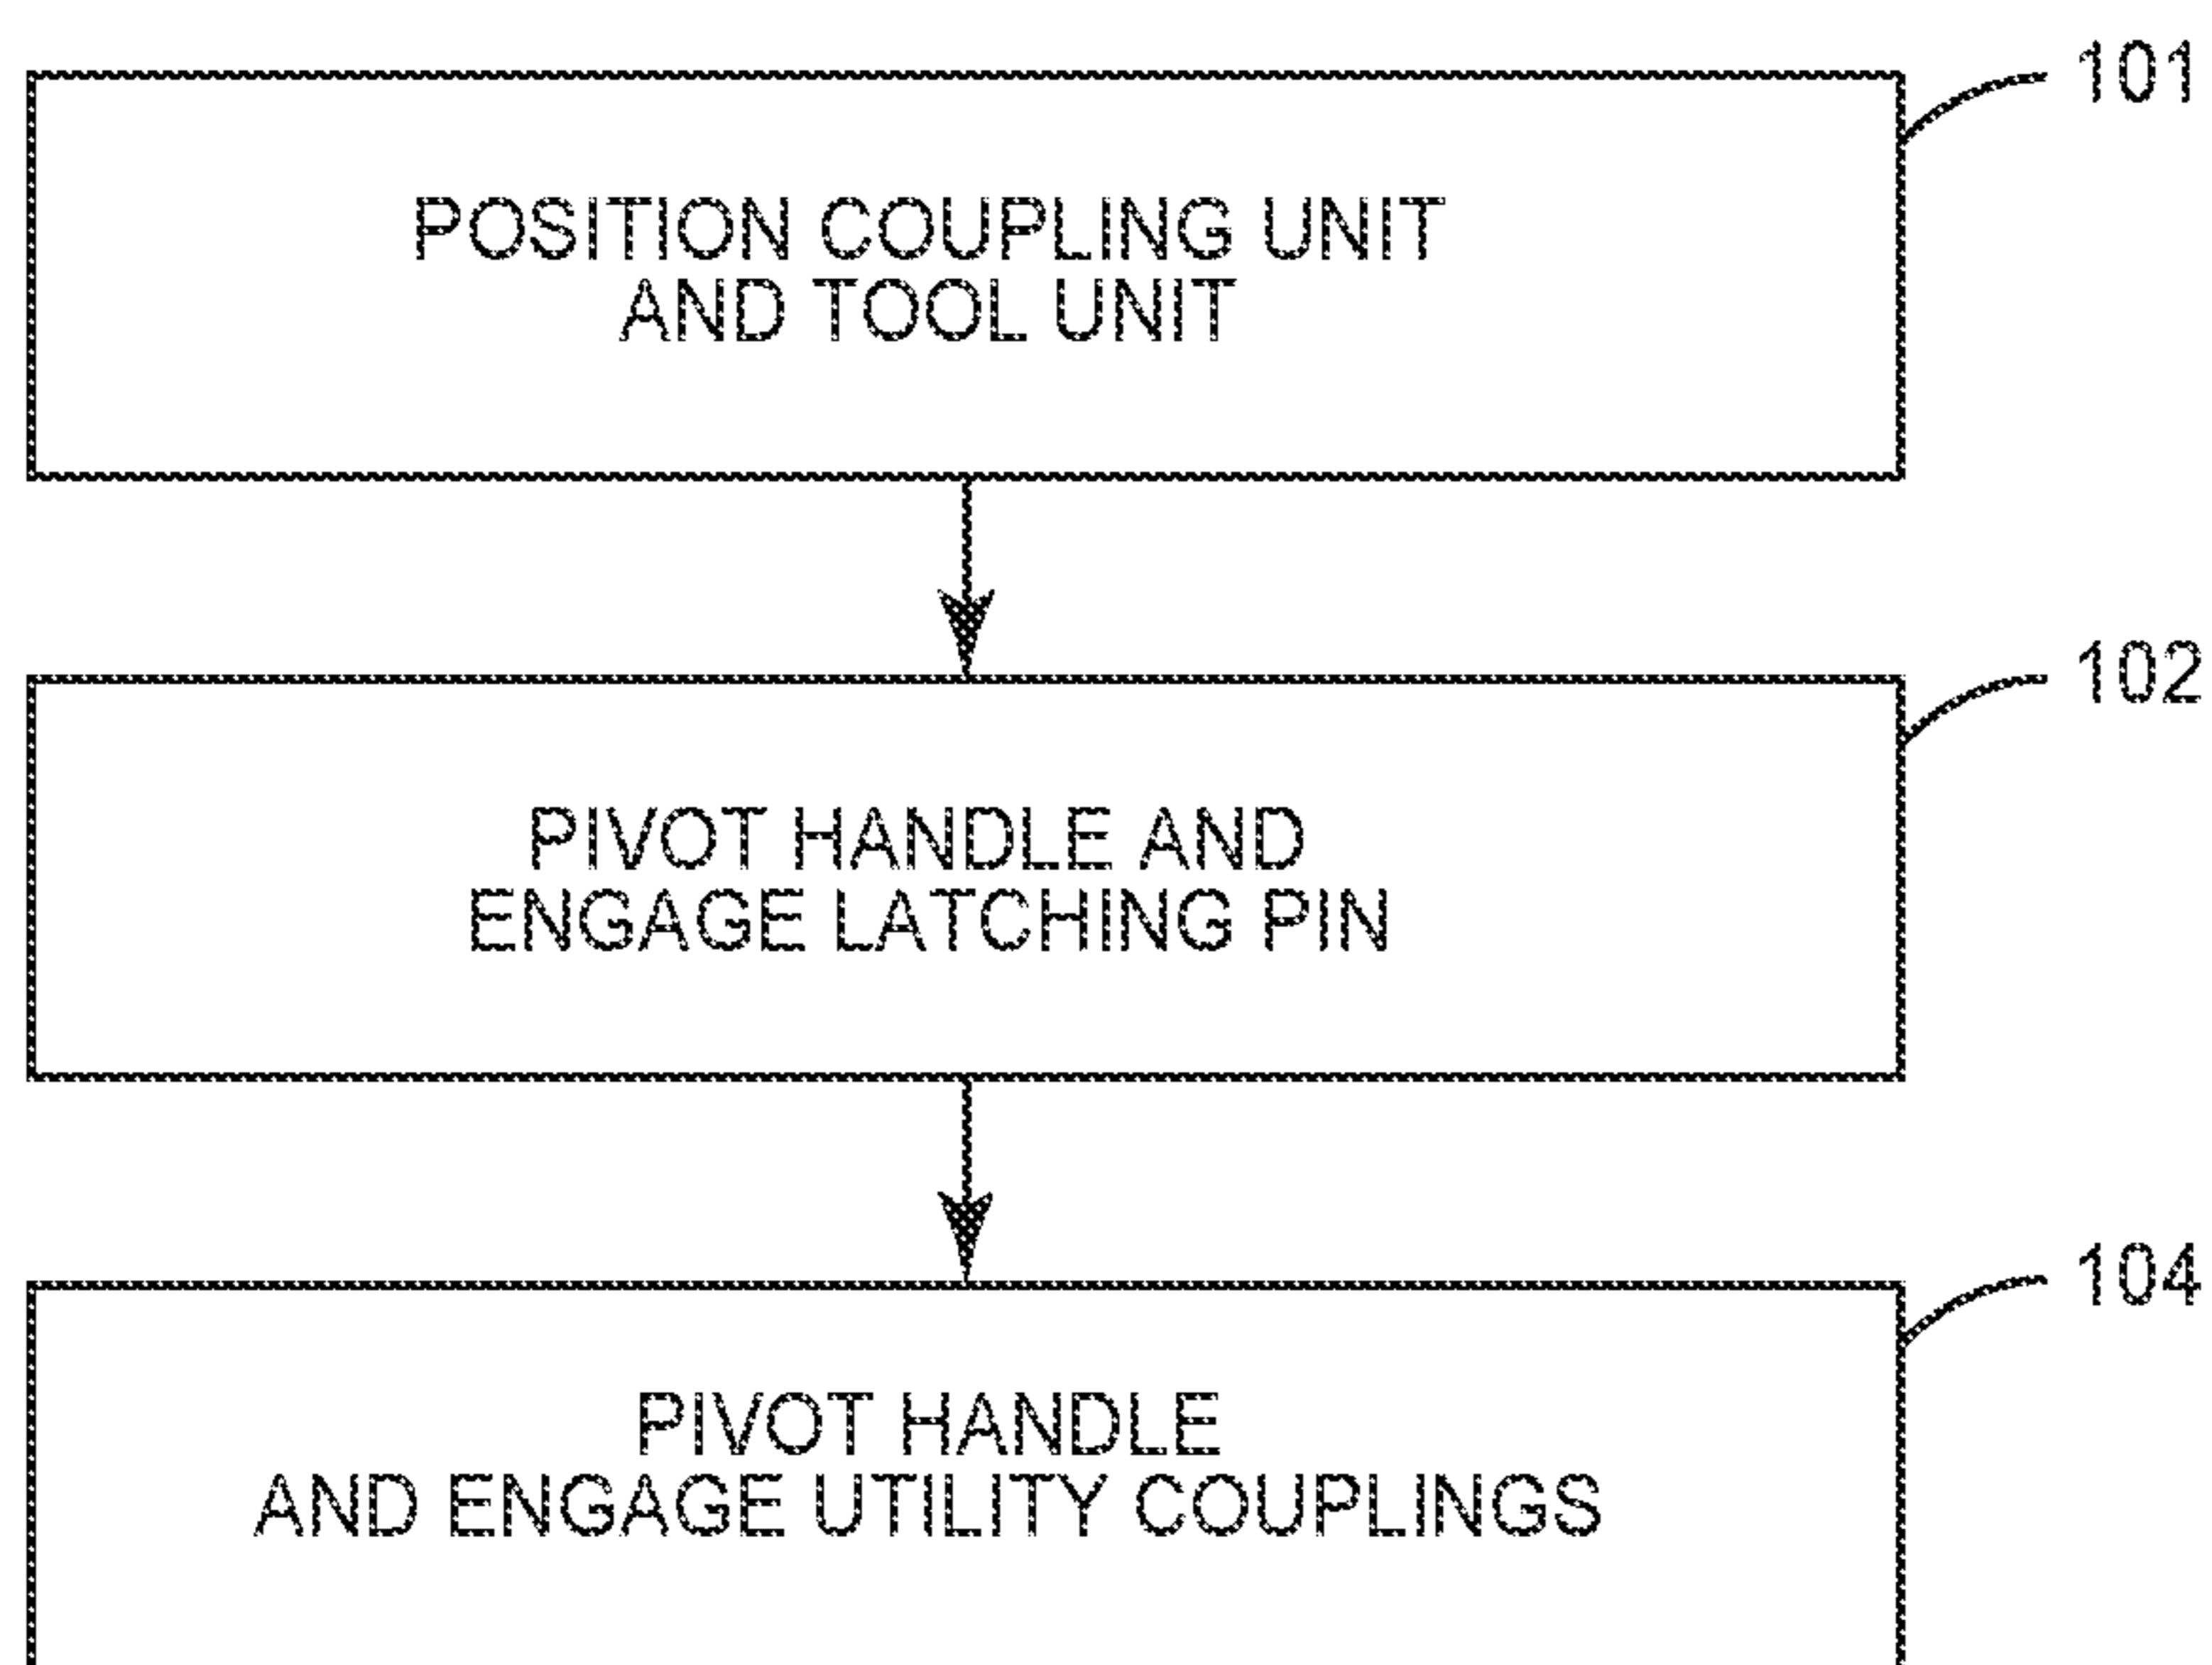 101
POSITION COUPLING UNIT
AND TOOL UNIT
102
PIVOT HANDLE AND
ENGAGE LATCHING PIN
104
PIVOT HANDLE
AND ENGAGE UTILITY COUPLINGS